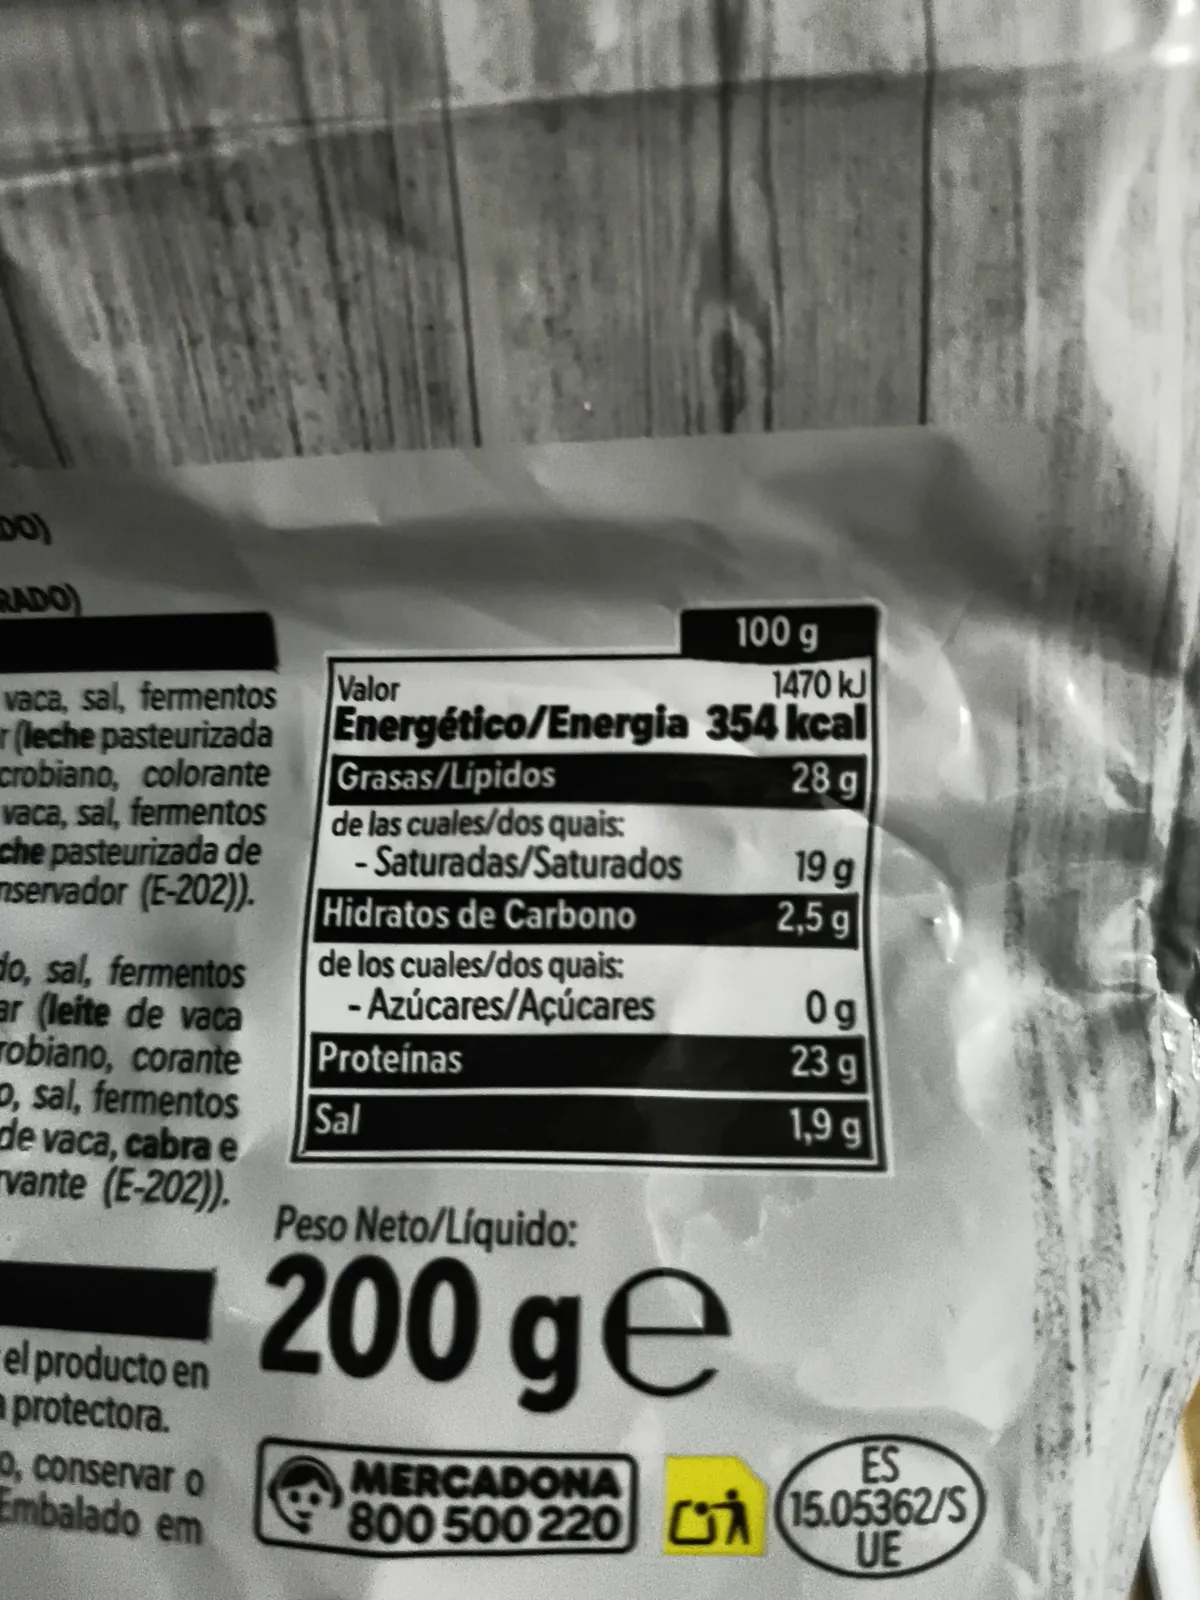 DO)
RADO)
vaca, sal, fermentos
r (leche pasteurizada
crobiano, colorante
vaca, sal, fermentos
che pasteurizada de
nservador (E-202)).
do, sal, fermentos
ar (leite de vaca
robiano, corante
o, sal, fermentos
de vaca, cabra e
rvante (E-202)).
el producto en
a protectora.
o, conservar o
Embalado em
100 g
Valor 1470 kJ
Energético/Energia 354 kcal
Grasas/Lípidos 28 g
de las cuales/dos quais:
- Saturadas/Saturados 19 g
Hidratos de Carbono 2,5 g
de los cuales/dos quais:
- Azúcares/Açúcares 0 g
Proteínas 23 g
Sal 1,9 g
Peso Neto/Líquido:
200 g e
MERCADONA
800 500 220
ES
15.05362/S
UE